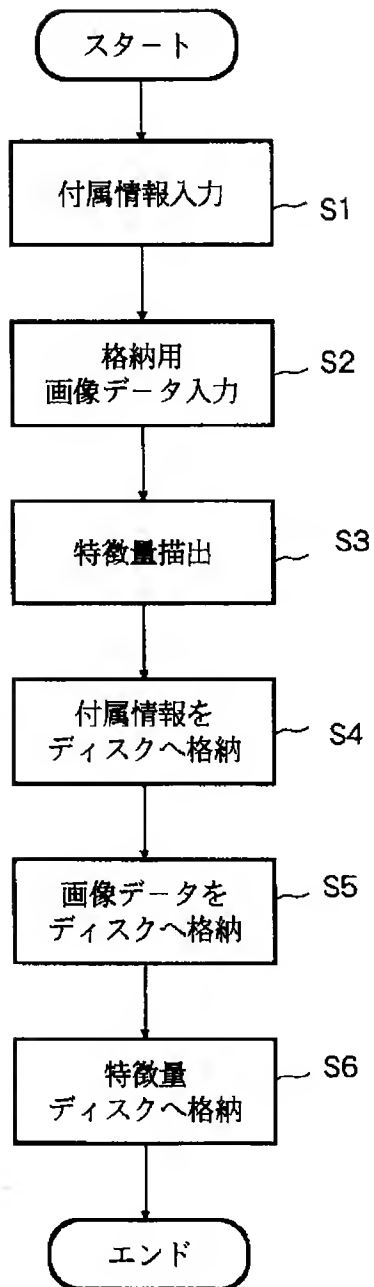 スタート
付属情報入力
S1
格納用
画像データ入力
S2
特徴量描出
S3
付属情報を
ディスクへ格納
S4
画像データを
ディスクへ格納
S5
特徴量
ディスクへ格納
S6
エンド